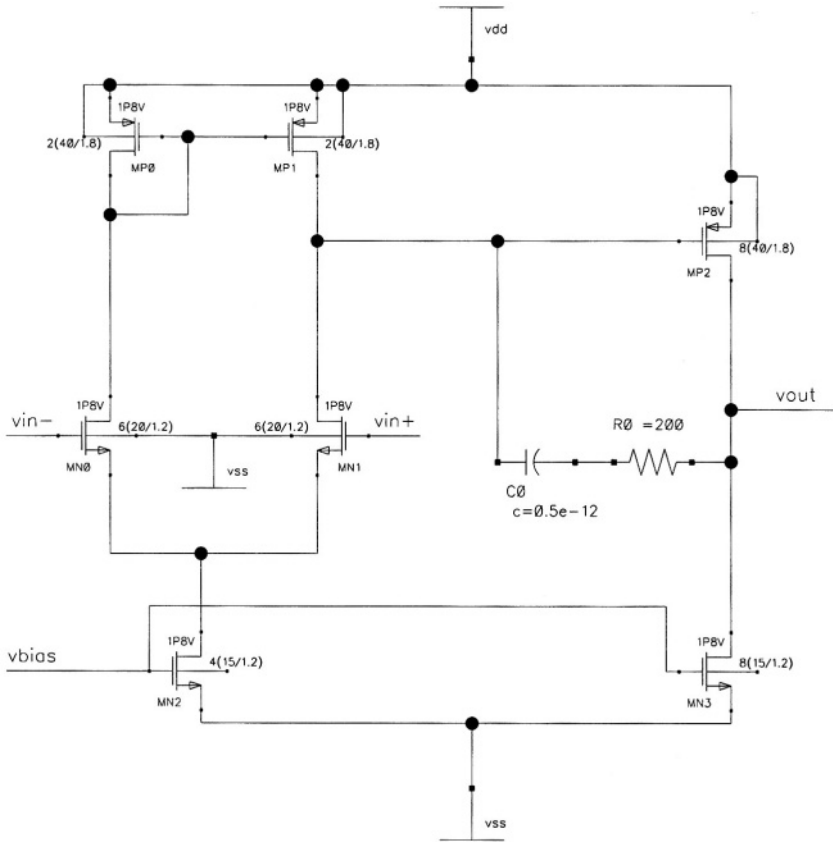 vdd
1P8V
1P8V
2(40/1.8)
2(40/1.8)
MP0
MP1
1P8V
8(40/1.8)
MP2
1P8V
1P8V
vin-
6(20/1.2)
6(20/1.2)
vin+
vout
R0 =200
MN0
vss
MN1
C0
c=0.5e-12
1P8V
1P8V
vbias
4(15/1.2)
8(15/1.2)
MN2
MN3
vss